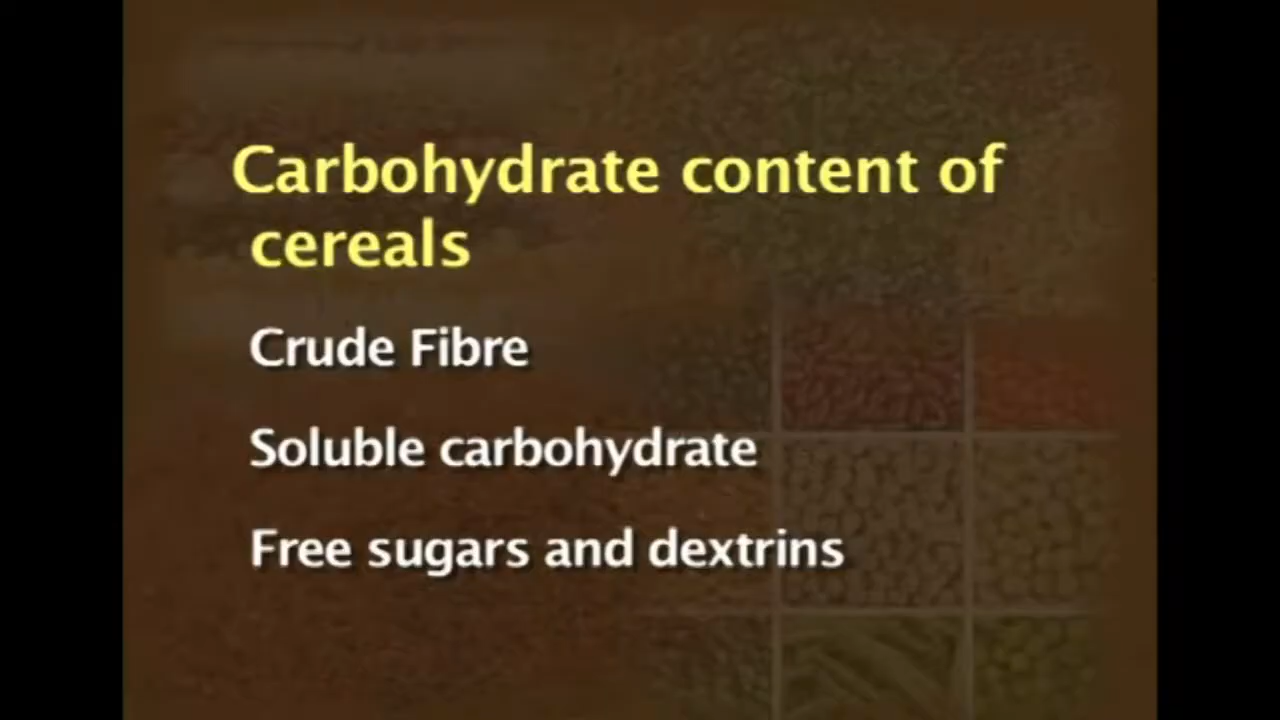 Carbohydrate content of
cereals
Crude Fibre
Soluble carbohydrate
Free sugars and dextrins